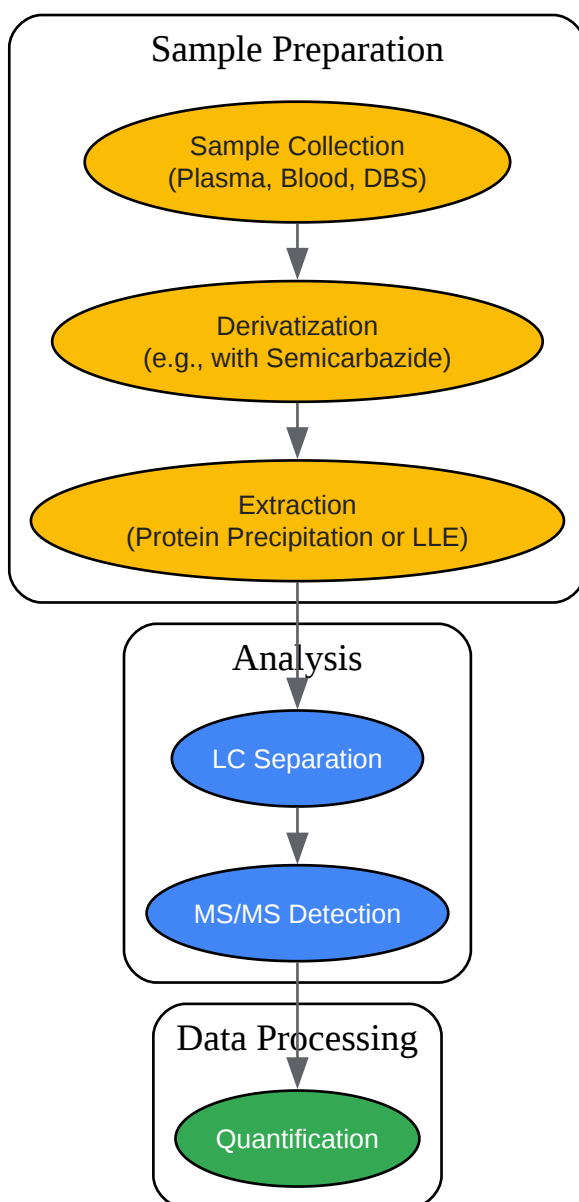 Sample Preparation
Sample Collection
(Plasma, Blood, DBS)
Derivatization
(e.g., with Semicarbazide)
Extraction
(Protein Precipitation or LLE)
Analysis
LC Separation
MS/MS Detection
Data Processing
Quantification